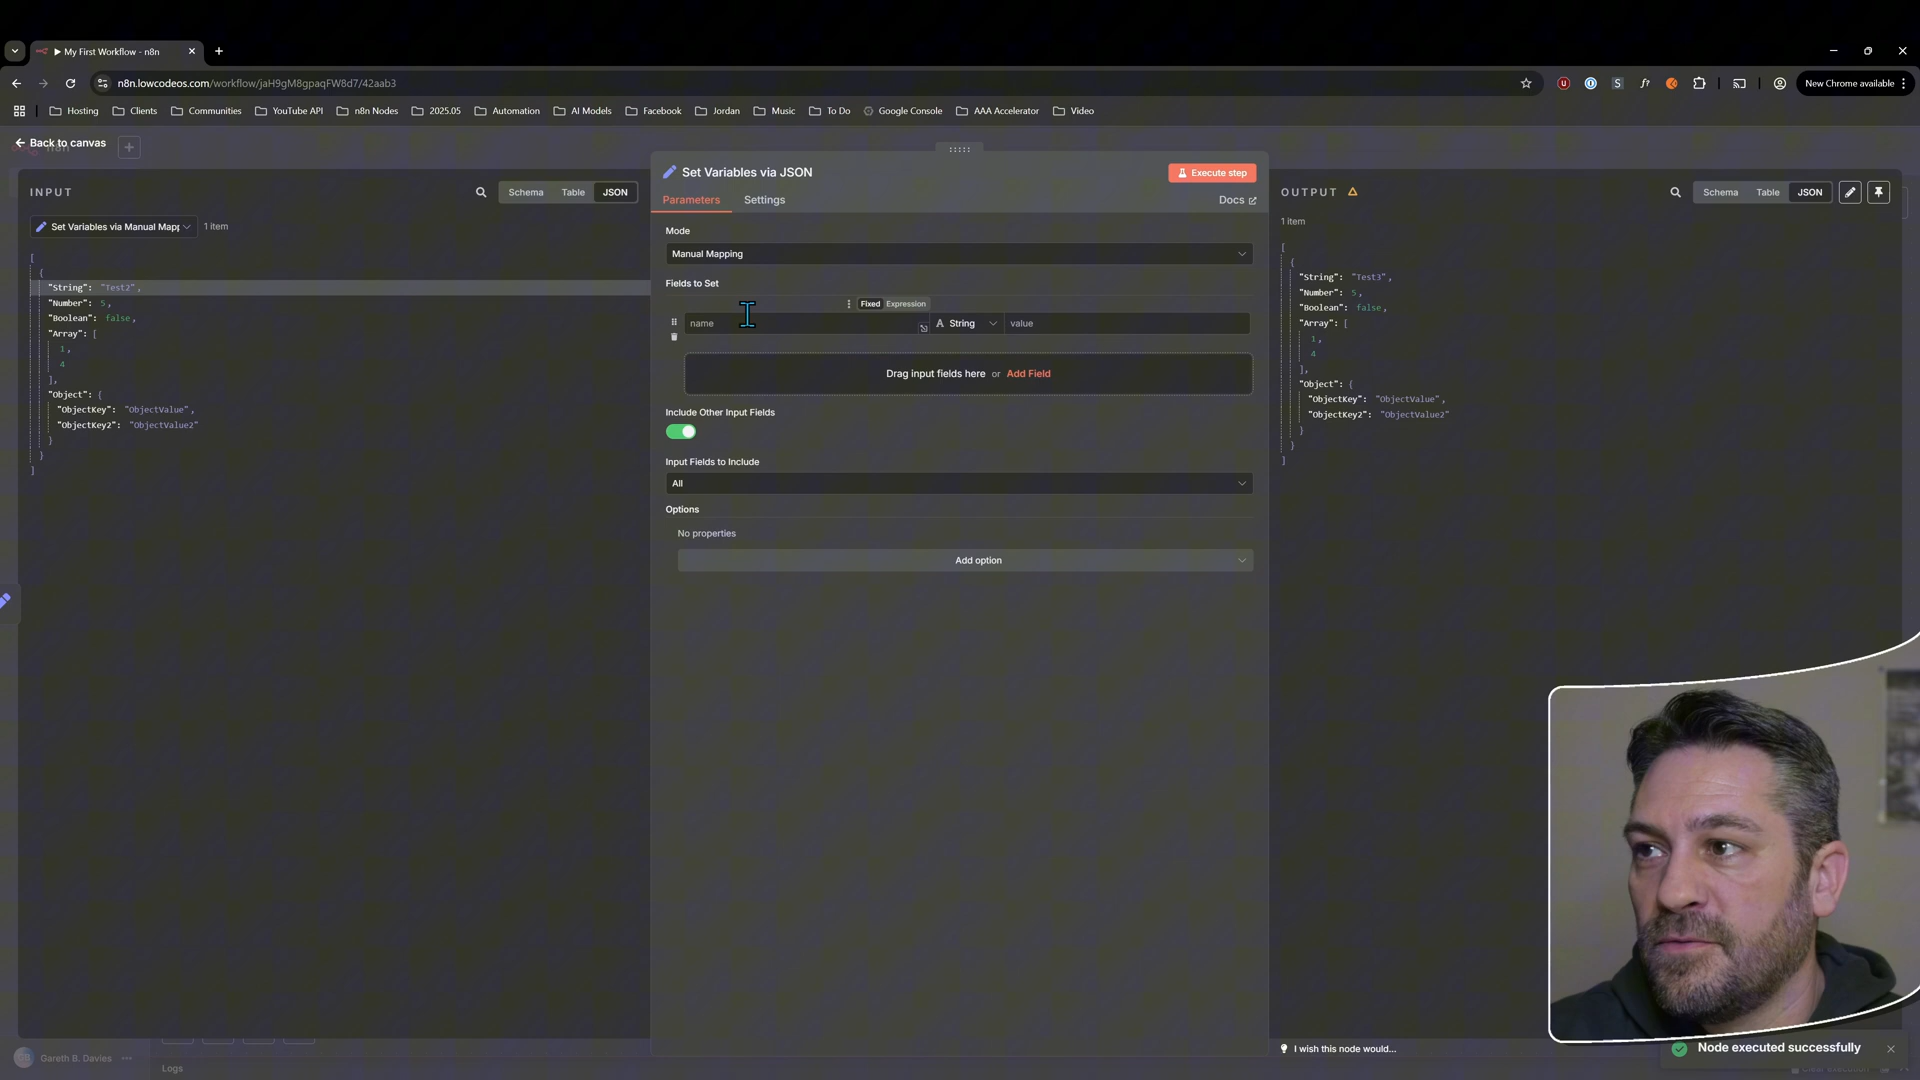 My First Workflow - n8n
n8n.lowcodeos.com/workflow/jaH9gM8gpaqFW8d7/42aab3
New Chrome available
Hosting
Clients
Communities
YouTube API
n8n Nodes
2025.05
Automation
AI Models
Facebook
Jordan
Music
To Do
Google Console
AAA Accelerator
Video
Back to canvas
INPUT
Schema
Table
JSON
Set Variables via Manual Mapp
1 item
[
{
"String": "Test2",
"Number": 5,
"Boolean": false,
"Array": [
1,
4
],
"Object": {
"ObjectKey": "ObjectValue",
"ObjectKey2": "ObjectValue2"
}
}
]
Set Variables via JSON
Execute step
Parameters
Settings
Docs
Mode
Manual Mapping
Fields to Set
Fixed
Expression
name
A String
value
Drag input fields here or Add Field
Include Other Input Fields
Input Fields to Include
All
Options
No properties
Add option
OUTPUT
Schema
Table
JSON
1 item
[
{
"String": "Test3",
"Number": 5,
"Boolean": false,
"Array": [
1,
4
],
"Object": {
"ObjectKey": "ObjectValue",
"ObjectKey2": "ObjectValue2"
}
}
]
I wish this node would...
Node executed successfully
Gareth B. Davies
Logs